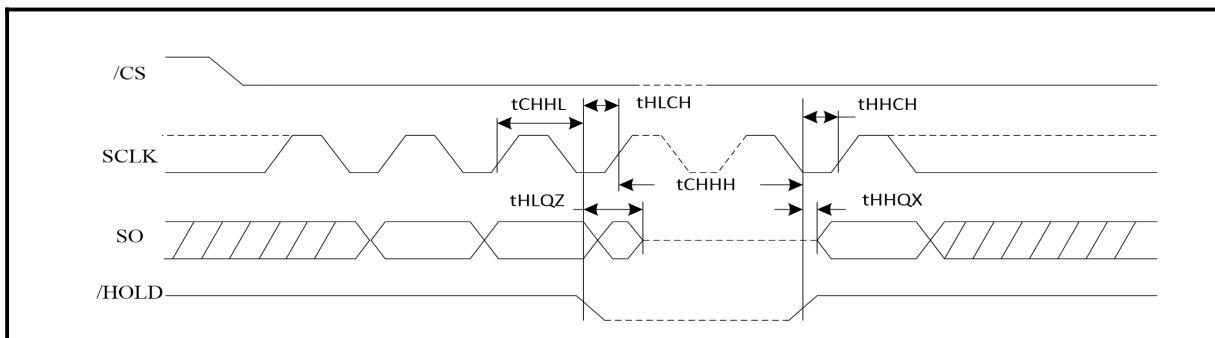 /CS
tCHHL
tHLCH
tHHCH
SCLK
tCHHH
tHLQZ
tHHQX
SO
/HOLD